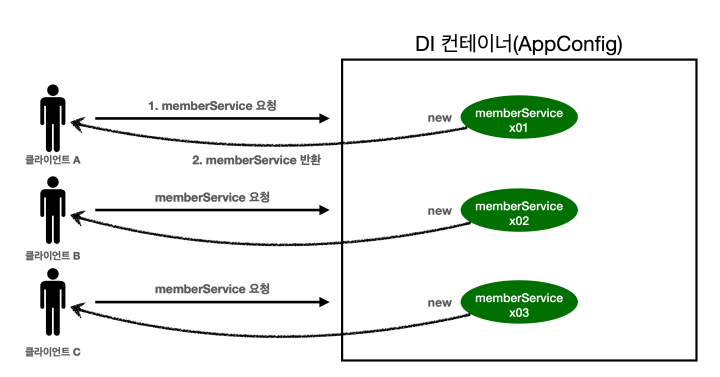 DI 컨테이너(AppConfig)
1. memberService 요청
new
memberService
x01
클라이언트 A
2. memberService 반환
memberService 요청
new
memberService
x02
클라이언트 B
memberService 요청
new
memberService
x03
클라이언트 C